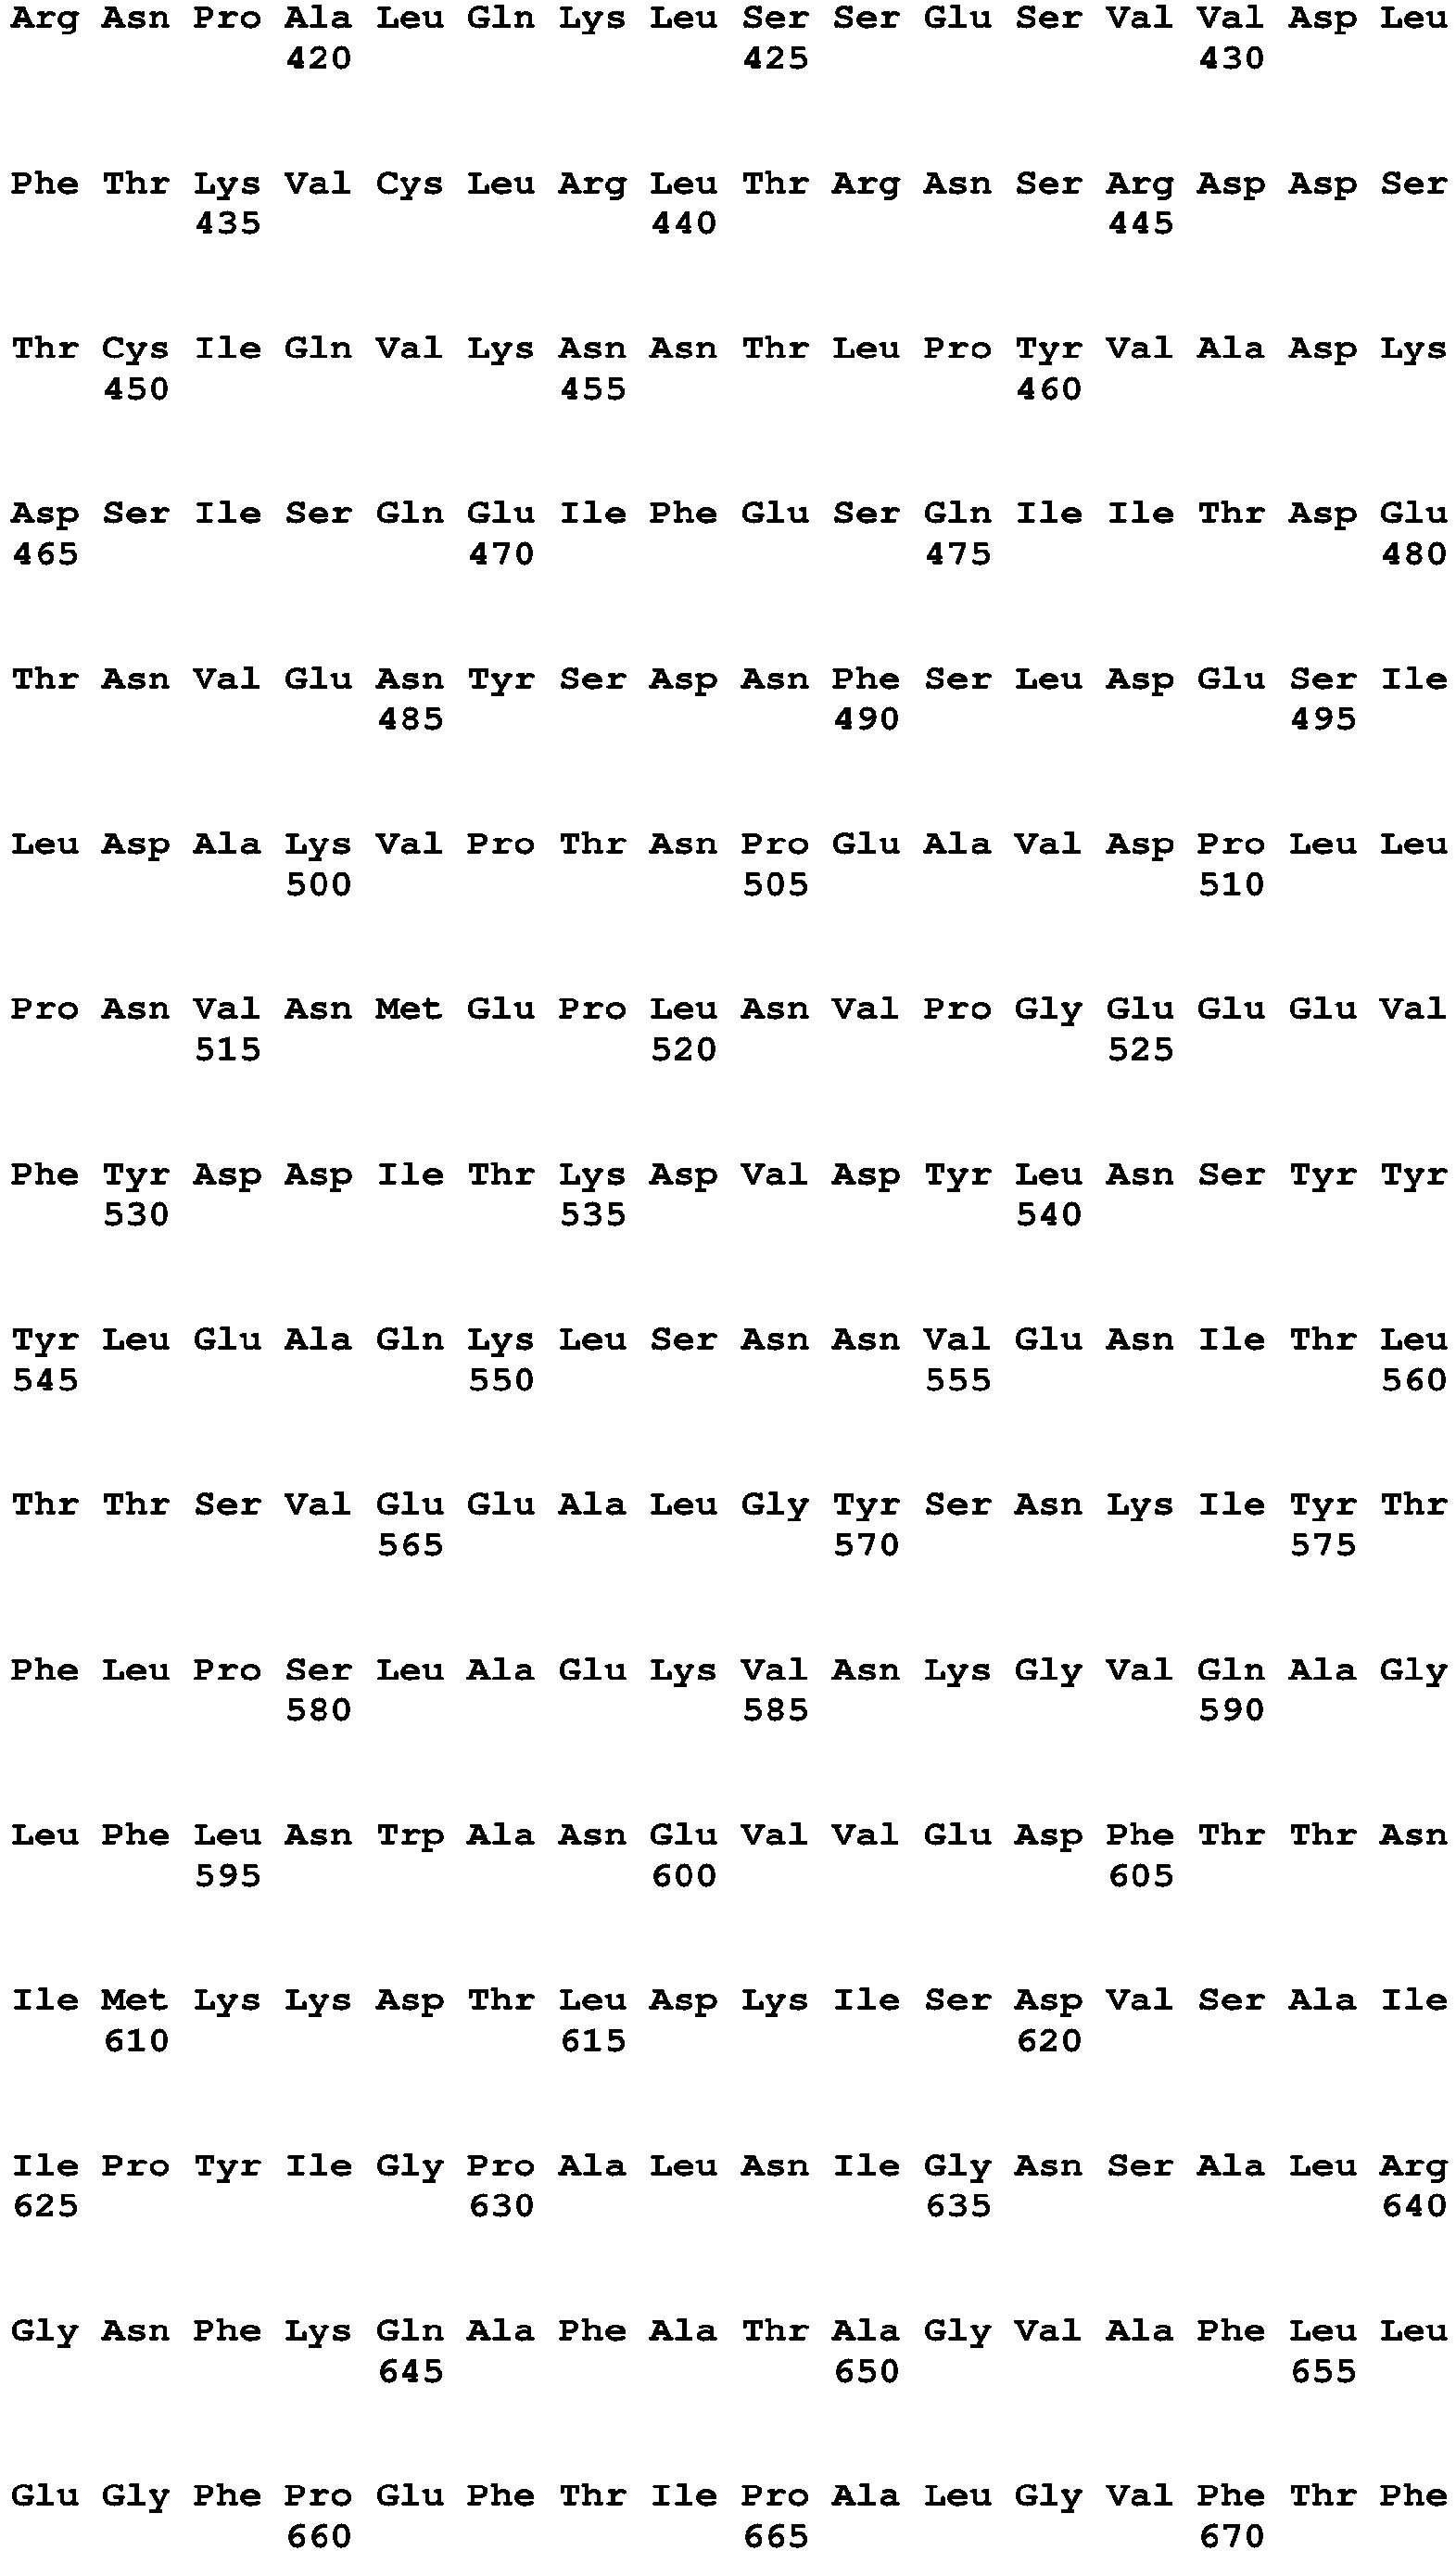 Arg Asn Pro Ala Leu Gln Lys Leu Ser Ser Glu Ser Val Val Asp Leu
420 425 430
Phe Thr Lys Val Cys Leu Arg Leu Thr Arg Asn Ser Arg Asp Asp Ser
435 440 445
Thr Cys Ile Gln Val Lys Asn Asn Thr Leu Pro Tyr Val Ala Asp Lys
450 455 460
Asp Ser Ile Ser Gln Glu Ile Phe Glu Ser Gln Ile Ile Thr Asp Glu
465 470 475 480
Thr Asn Val Glu Asn Tyr Ser Asp Asn Phe Ser Leu Asp Glu Ser Ile
485 490 495
Leu Asp Ala Lys Val Pro Thr Asn Pro Glu Ala Val Asp Pro Leu Leu
500 505 510
Pro Asn Val Asn Met Glu Pro Leu Asn Val Pro Gly Glu Glu Glu Val
515 520 525
Phe Tyr Asp Asp Ile Thr Lys Asp Val Asp Tyr Leu Asn Ser Tyr Tyr
530 535 540
Tyr Leu Glu Ala Gln Lys Leu Ser Asn Asn Val Glu Asn Ile Thr Leu
545 550 555 560
Thr Thr Ser Val Glu Glu Ala Leu Gly Tyr Ser Asn Lys Ile Tyr Thr
565 570 575
Phe Leu Pro Ser Leu Ala Glu Lys Val Asn Lys Gly Val Gln Ala Gly
580 585 590
Leu Phe Leu Asn Trp Ala Asn Glu Val Val Glu Asp Phe Thr Thr Asn
595 600 605
Ile Met Lys Lys Asp Thr Leu Asp Lys Ile Ser Asp Val Ser Ala Ile
610 615 620
Ile Pro Tyr Ile Gly Pro Ala Leu Asn Ile Gly Asn Ser Ala Leu Arg
625 630 635 640
Gly Asn Phe Lys Gln Ala Phe Ala Thr Ala Gly Val Ala Phe Leu Leu
645 650 655
Glu Gly Phe Pro Glu Phe Thr Ile Pro Ala Leu Gly Val Phe Thr Phe
660 665 670